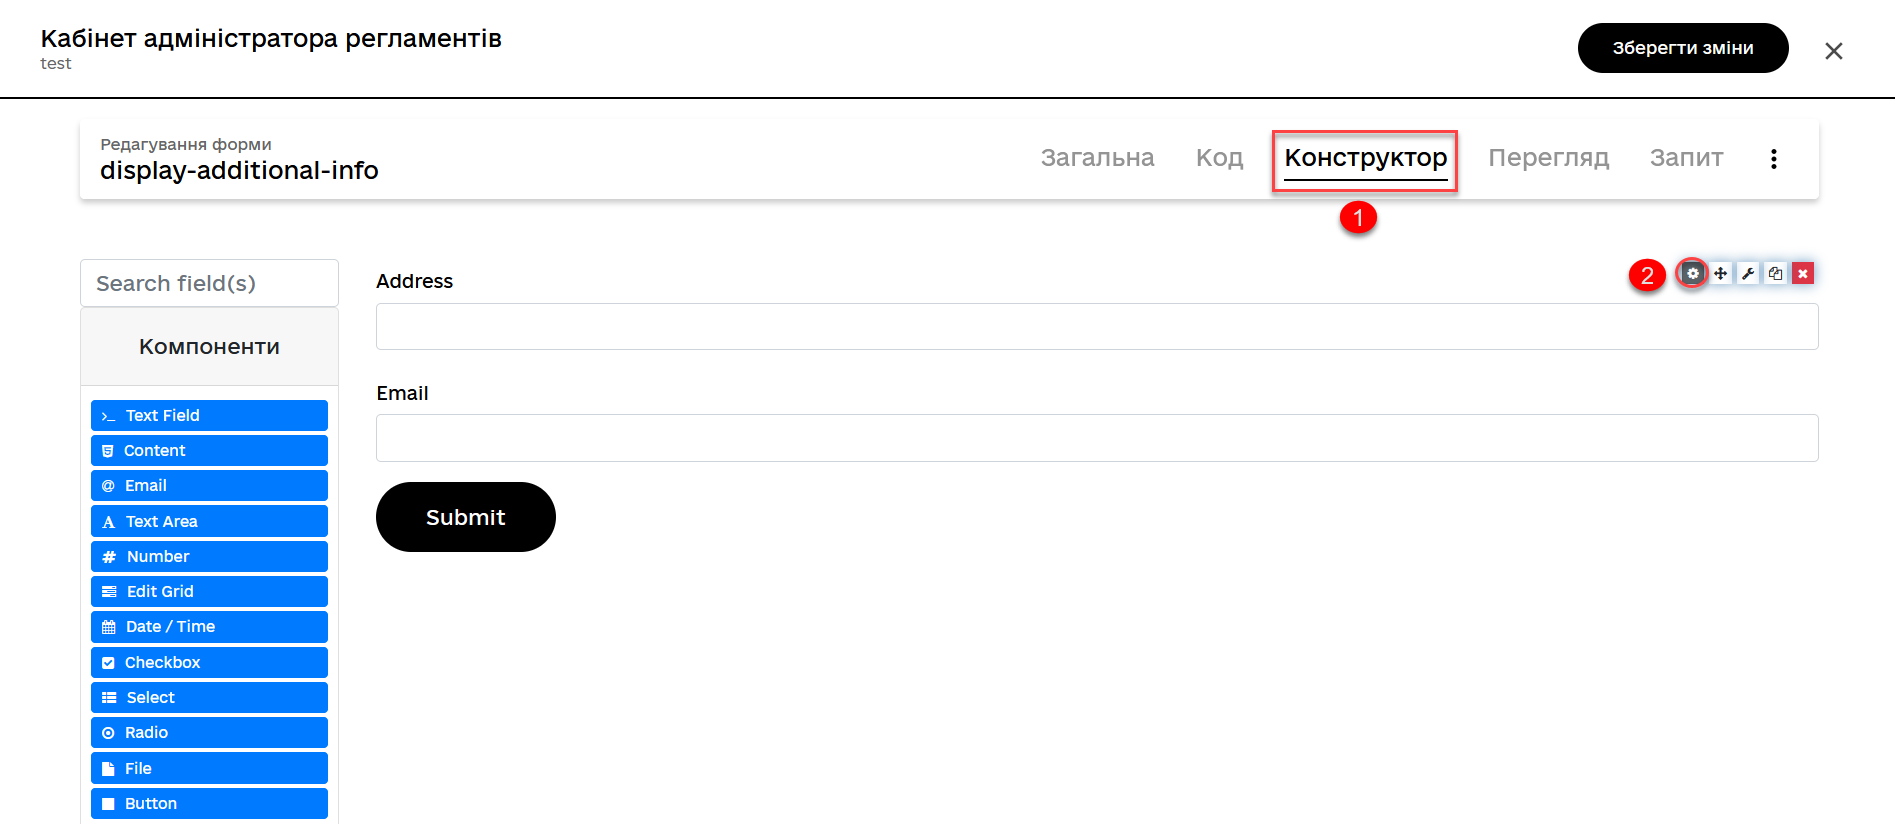 Кабінет адміністратора регламентів
test
Зберегти зміни
Редагування форми
display-additional-info
Загальна
Код
Конструктор
Перегляд
Запит
1
Search field(s)
Компоненти
Text Field
Content
Email
Text Area
Number
Edit Grid
Date / Time
Checkbox
Select
Radio
File
Button
Address
2
Email
Submit